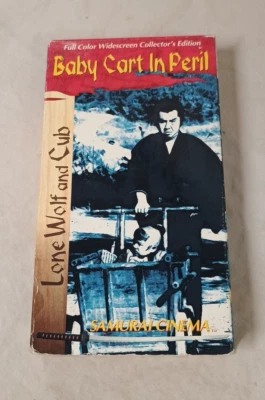 Full Color Widescreen Collector's Edition
Baby Cart In Peril
Lone Wolf and Cub
SAMURAI CINEMA